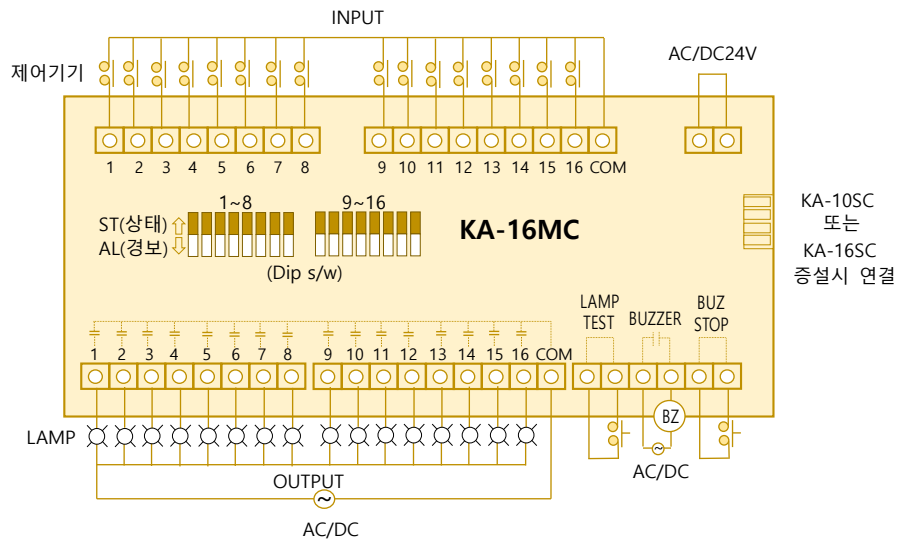 INPUT
제어기기
AC/DC24V
1 2 3 4 5 6 7 8
9 10 11 12 13 14 15 16 COM
1~8
9~16
ST(상태)
AL(경보)
(Dip s/w)
KA-16MC
KA-10SC
또는
KA-16SC
증설시 연결
LAMP
TEST
BUZZER
BUZ
STOP
1 2 3 4 5 6 7 8
9 10 11 12 13 14 15 16 COM
BZ
LAMP
OUTPUT
AC/DC
AC/DC